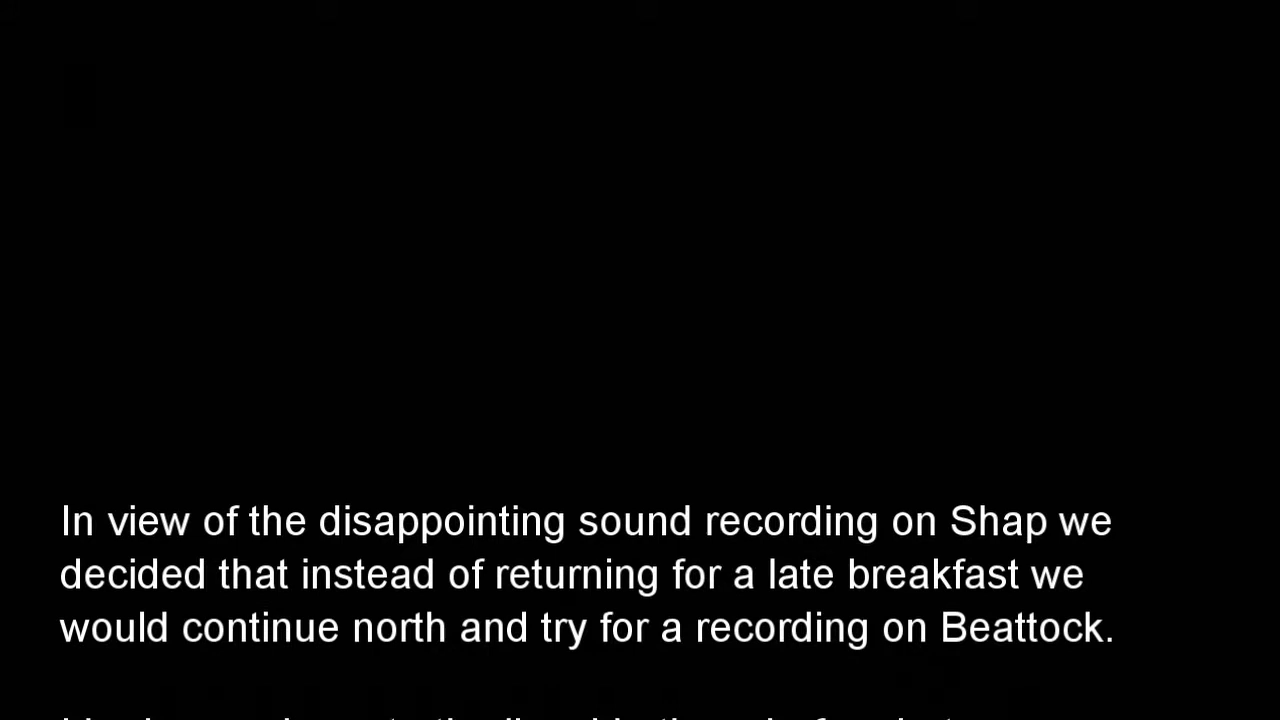 In view of the disappointing sound recording on Shap we
decided that instead of returning for a late breakfast we
would continue north and try for a recording on Beattock.